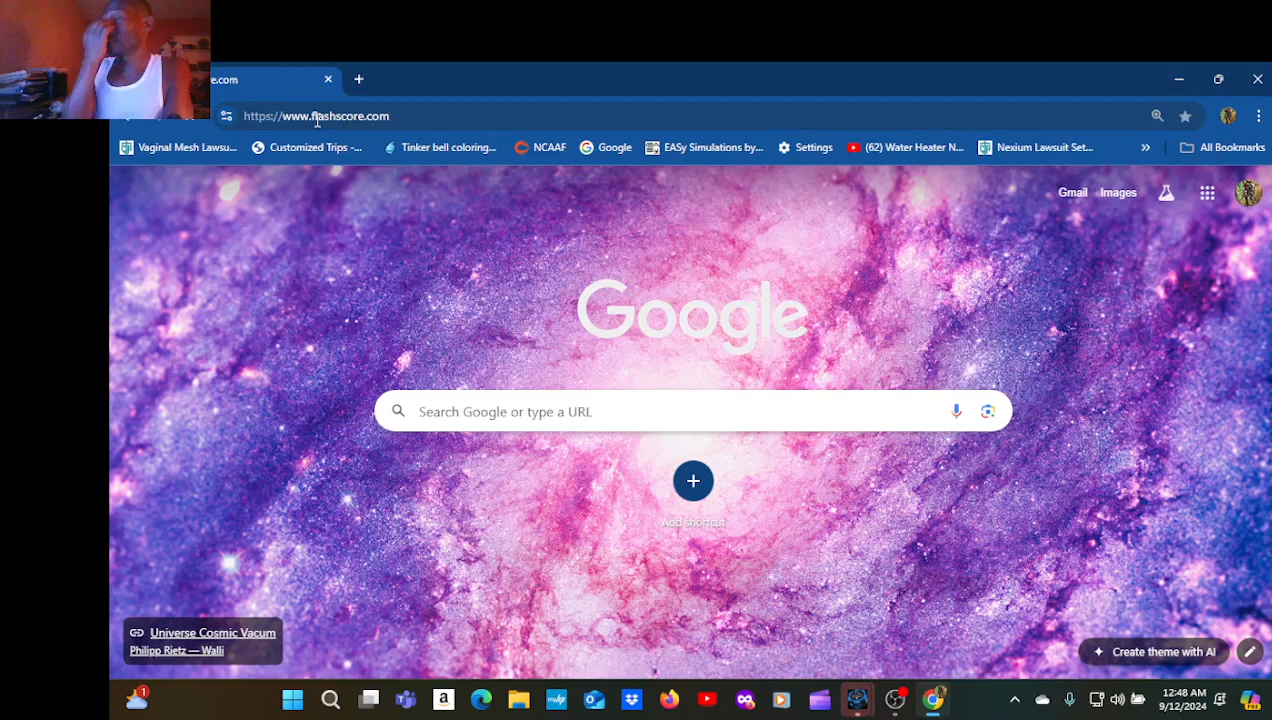 e.com
https://www.flashscore.com
Vaginal Mesh Lawsu...
Customized Trips -...
Tinker bell coloring...
NCAAF
Google
EASy Simulations by...
Settings
(62) Water Heater N...
Nexium Lawsuit Set...
»
All Bookmarks
Gmail
Images
Google
Search Google or type a URL
Add shortcut
Universe Cosmic Vacum
Philipp Rietz — Walli
Create theme with AI
1
a
12:48 AM
9/12/2024
PRE